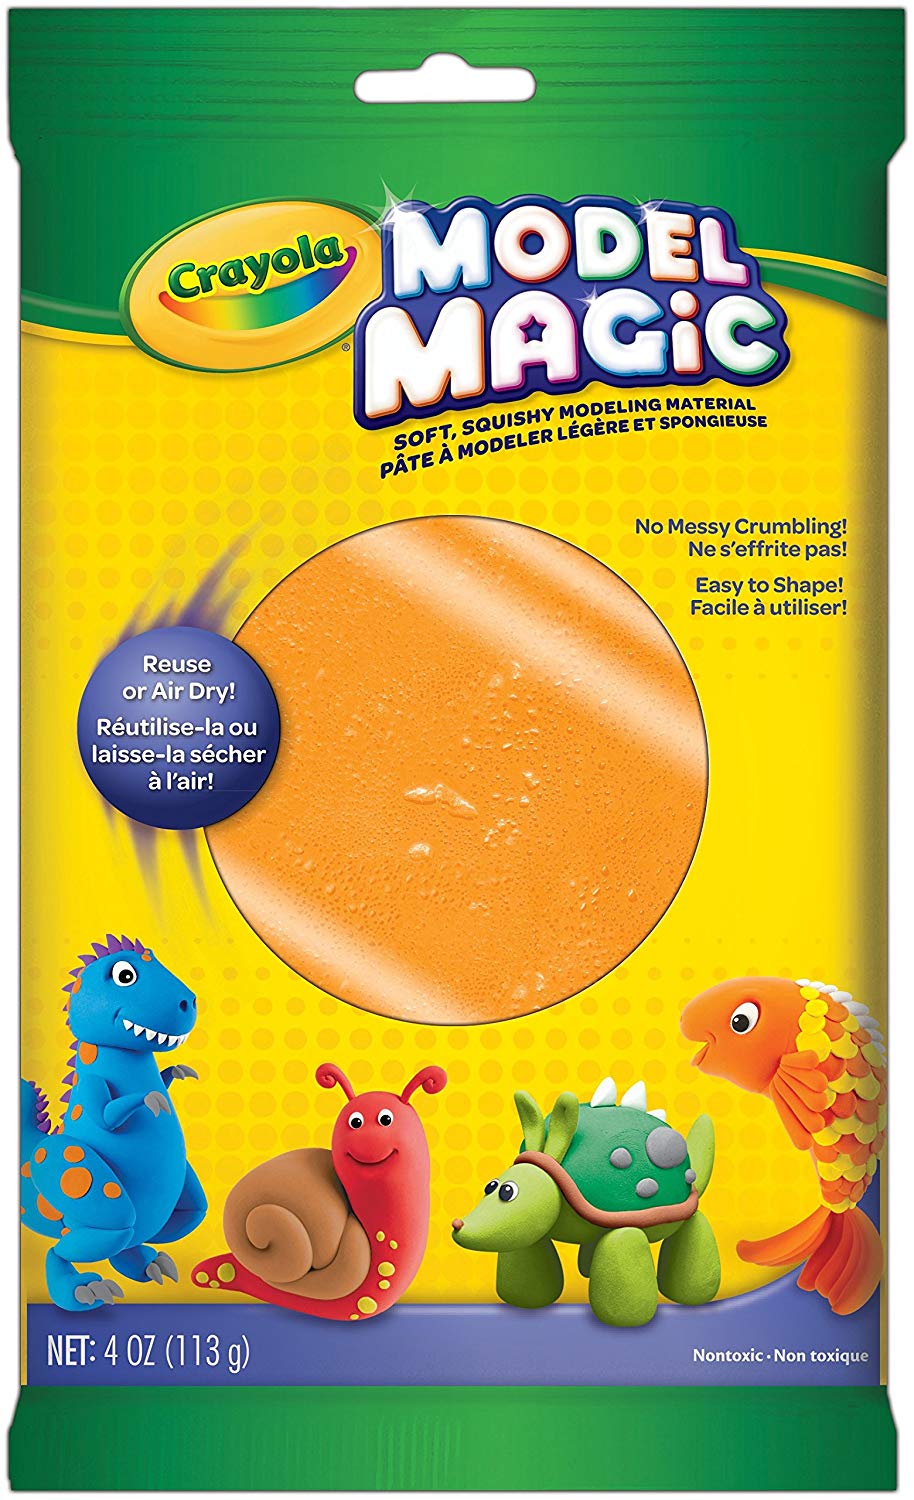 Crayola
MODEL
MAGiC
SOFT, SQUISHY MODELING MATERIAL
PÂTE À MODELER LÉGÈRE ET SPONGIEUSE
No Messy Crumbling!
Ne s'effrite pas!
Easy to Shape!
Facile à utiliser!
Reuse
or Air Dry!
Réutilise-la ou
laisse-la sécher
à l'air!
NET: 4 OZ (113 g)
Nontoxic · Non toxique